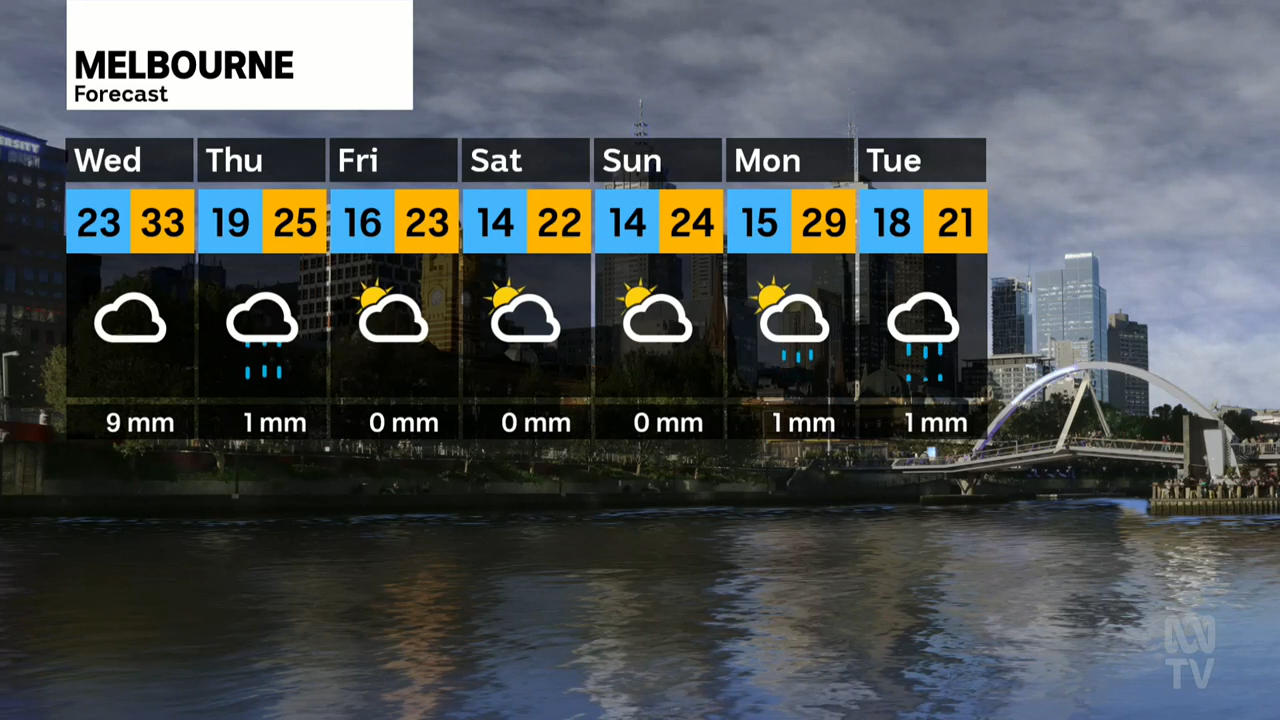 MELBOURNE
Forecast
ERSITY
Wed Thu Fri Sat Sun Mon Tue
23 33 19 25 16 23 14 22 14 24 15 29 18 21
9 mm 1 mm 0 mm 0 mm 0 mm 1 mm 1 mm
TV